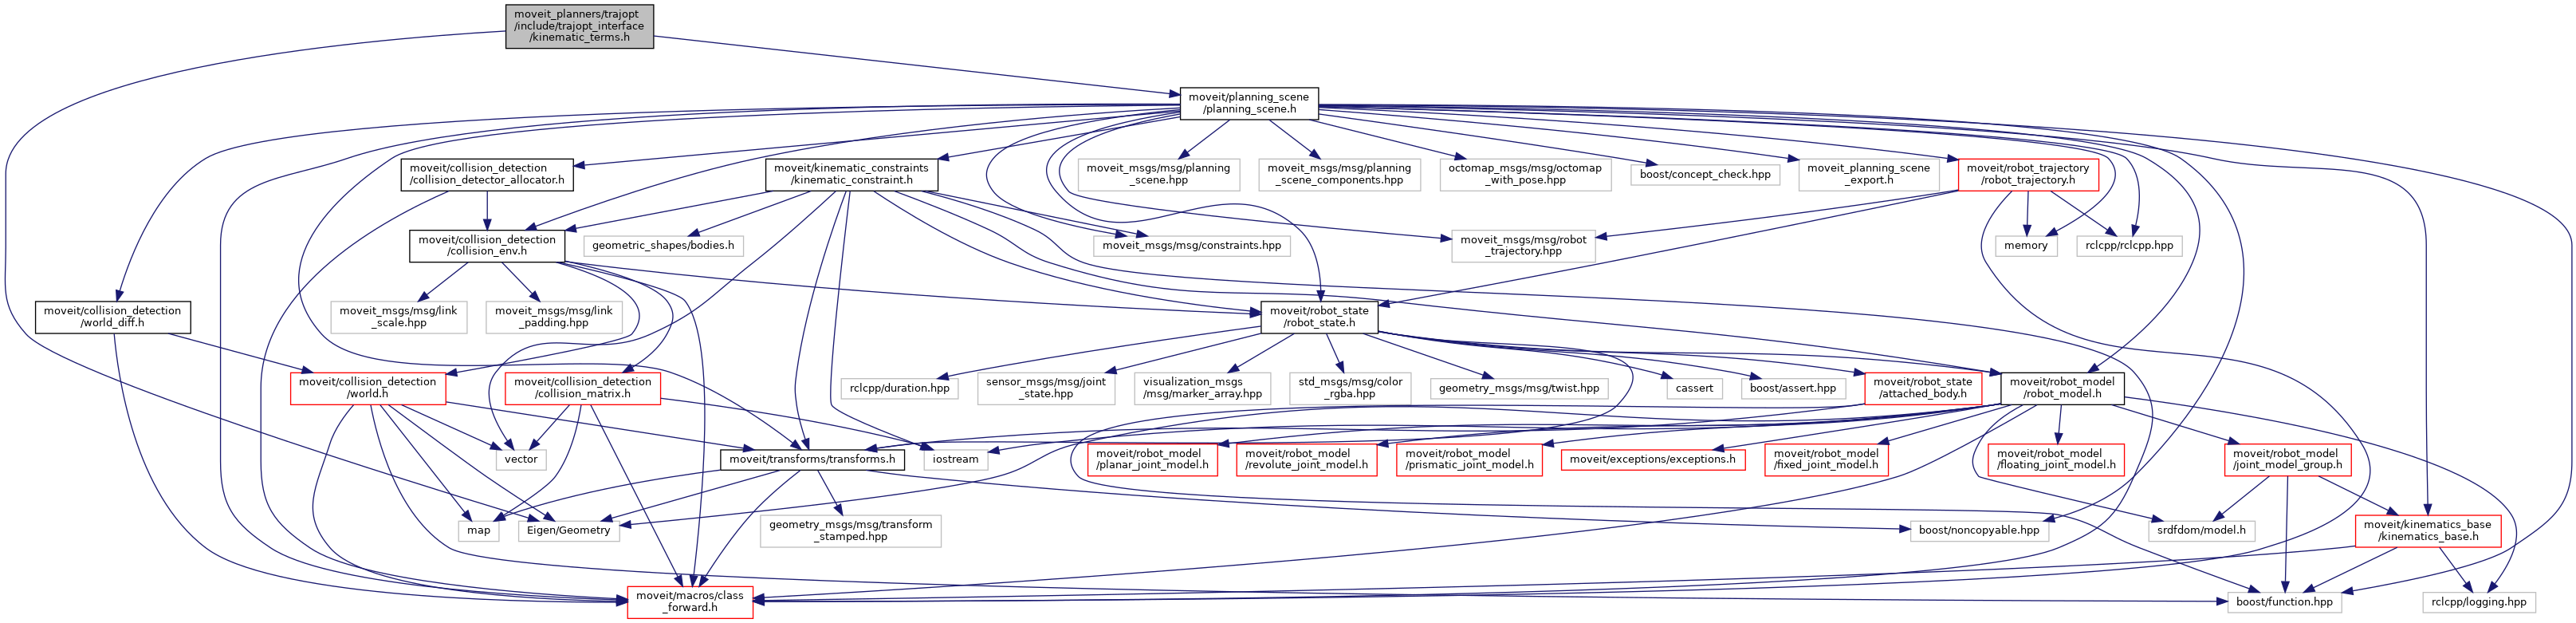 moveit_planners/trajopt
/include/trajopt_interface
/kinematic_terms.h
moveit/planning_scene
/planning_scene.h
moveit/collision_detection
/collision_detector_allocator.h
moveit/kinematic_constraints
/kinematic_constraint.h
moveit_msgs/msg/planning
_scene.hpp
moveit_msgs/msg/planning
_scene_components.hpp
octomap_msgs/msg/octomap
_with_pose.hpp
boost/concept_check.hpp
moveit_planning_scene
_export.h
moveit/robot_trajectory
/robot_trajectory.h
moveit/collision_detection
/collision_env.h
geometric_shapes/bodies.h
moveit_msgs/msg/constraints.hpp
moveit_msgs/msg/robot
_trajectory.hpp
memory
rclcpp/rclcpp.hpp
moveit/collision_detection
/world_diff.h
moveit_msgs/msg/link
_scale.hpp
moveit_msgs/msg/link
_padding.hpp
moveit/robot_state
/robot_state.h
moveit/collision_detection
/world.h
moveit/collision_detection
/collision_matrix.h
rclcpp/duration.hpp
sensor_msgs/msg/joint
_state.hpp
visualization_msgs
/msg/marker_array.hpp
std_msgs/msg/color
_rgba.hpp
geometry_msgs/msg/twist.hpp
cassert
boost/assert.hpp
moveit/robot_state
/attached_body.h
moveit/robot_model
/robot_model.h
vector
moveit/transforms/transforms.h
iostream
moveit/robot_model
/planar_joint_model.h
moveit/robot_model
/revolute_joint_model.h
moveit/robot_model
/prismatic_joint_model.h
moveit/exceptions/exceptions.h
moveit/robot_model
/fixed_joint_model.h
moveit/robot_model
/floating_joint_model.h
moveit/robot_model
/joint_model_group.h
map
Eigen/Geometry
geometry_msgs/msg/transform
_stamped.hpp
boost/noncopyable.hpp
srdfdom/model.h
moveit/kinematics_base
/kinematics_base.h
moveit/macros/class
_forward.h
boost/function.hpp
rclcpp/logging.hpp